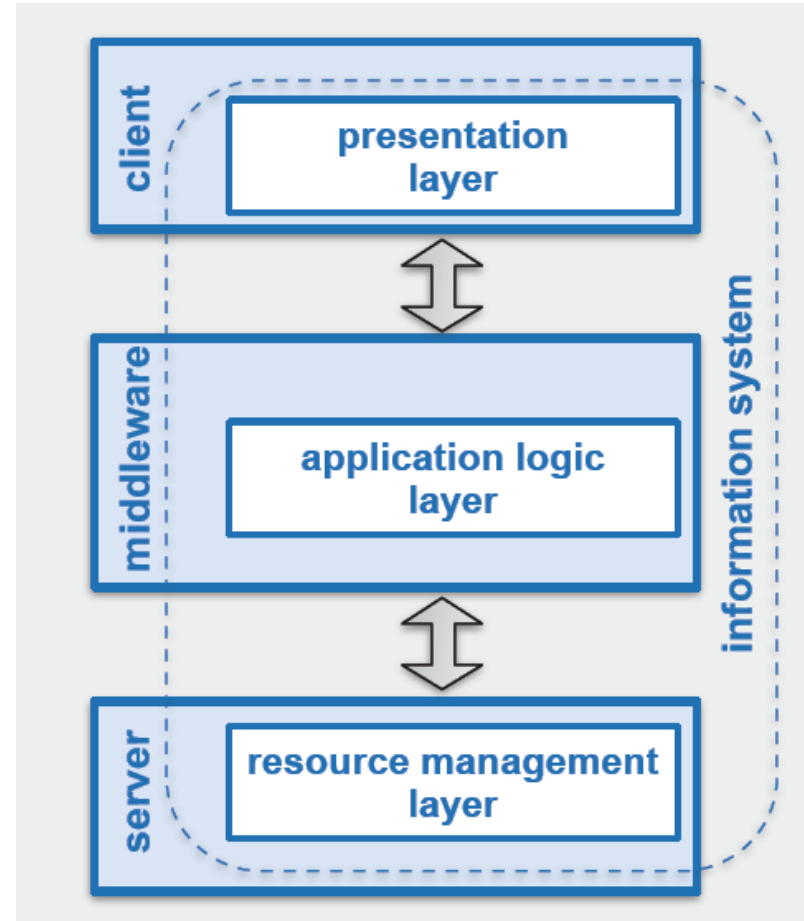 client
presentation
layer
middleware
application logic
layer
information system
server
resource management
layer